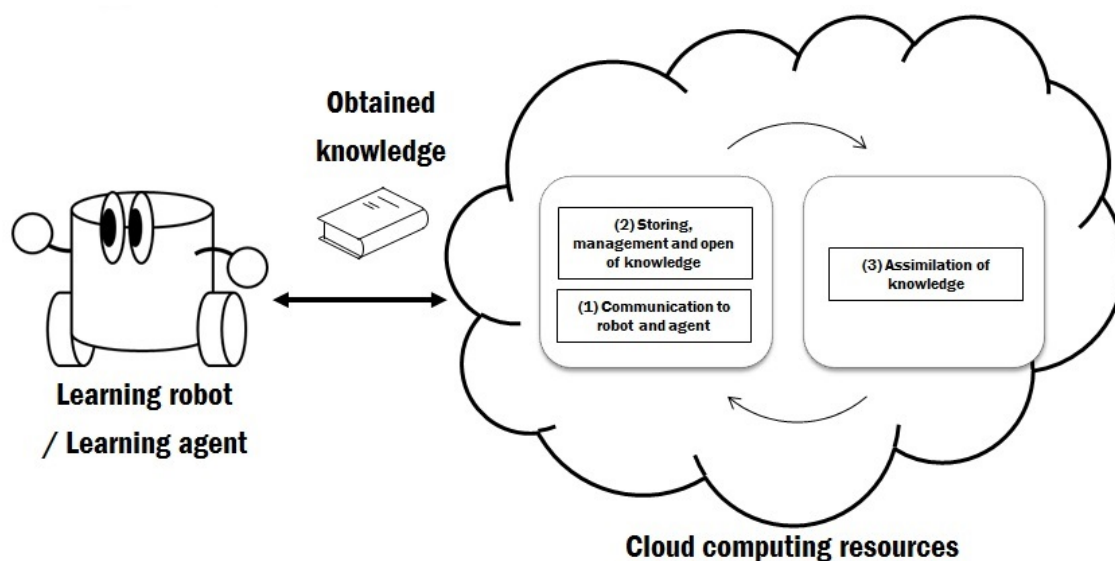 Obtained
knowledge
(2) Storing,
management and open
of knowledge
(1) Communication to
robot and agent
(3) Assimilation of
knowledge
Learning robot
/ Learning agent
Cloud computing resources